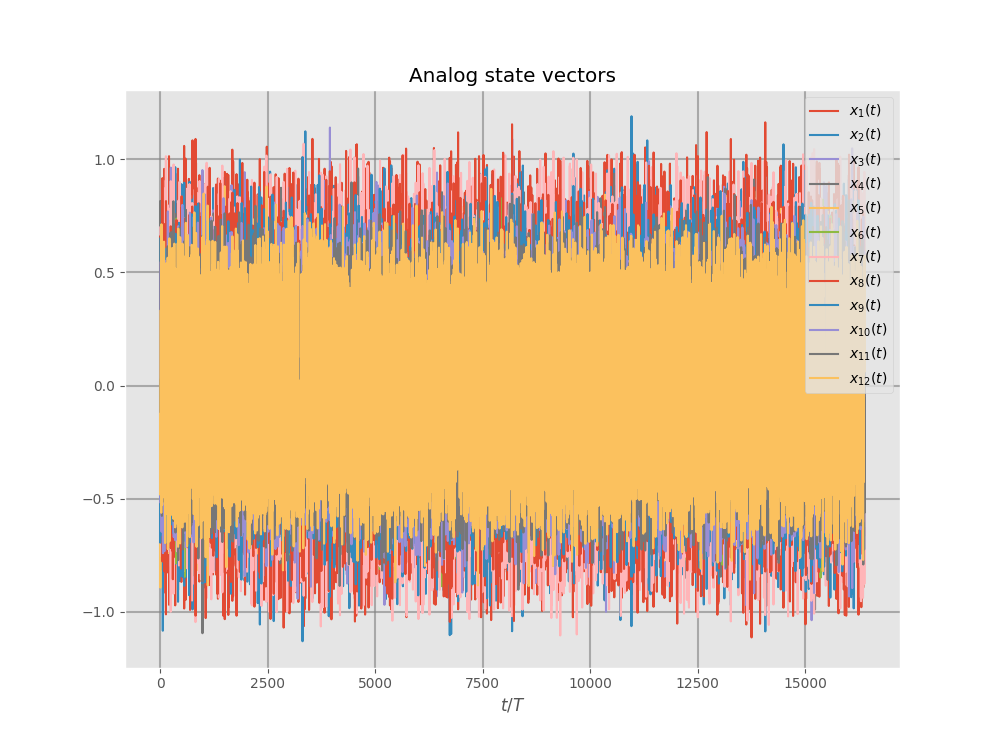 Analog state vectors
1.0
0.5
0.0
−0.5
−1.0
0 2500 5000 7500 10000 12500 15000
t/T
x₁(t)
x₂(t)
x₃(t)
x₄(t)
x₅(t)
x₆(t)
x₇(t)
x₈(t)
x₉(t)
x₁₀(t)
x₁₁(t)
x₁₂(t)